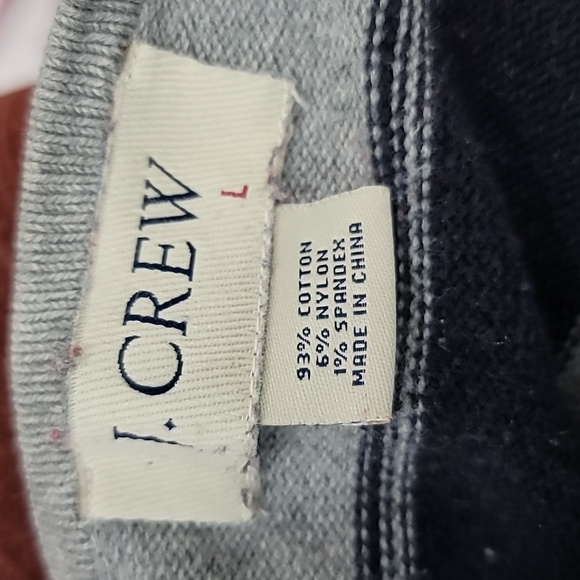 J. CREW
L
93% COTTON
6% NYLON
1% SPANDEX
MADE IN CHINA